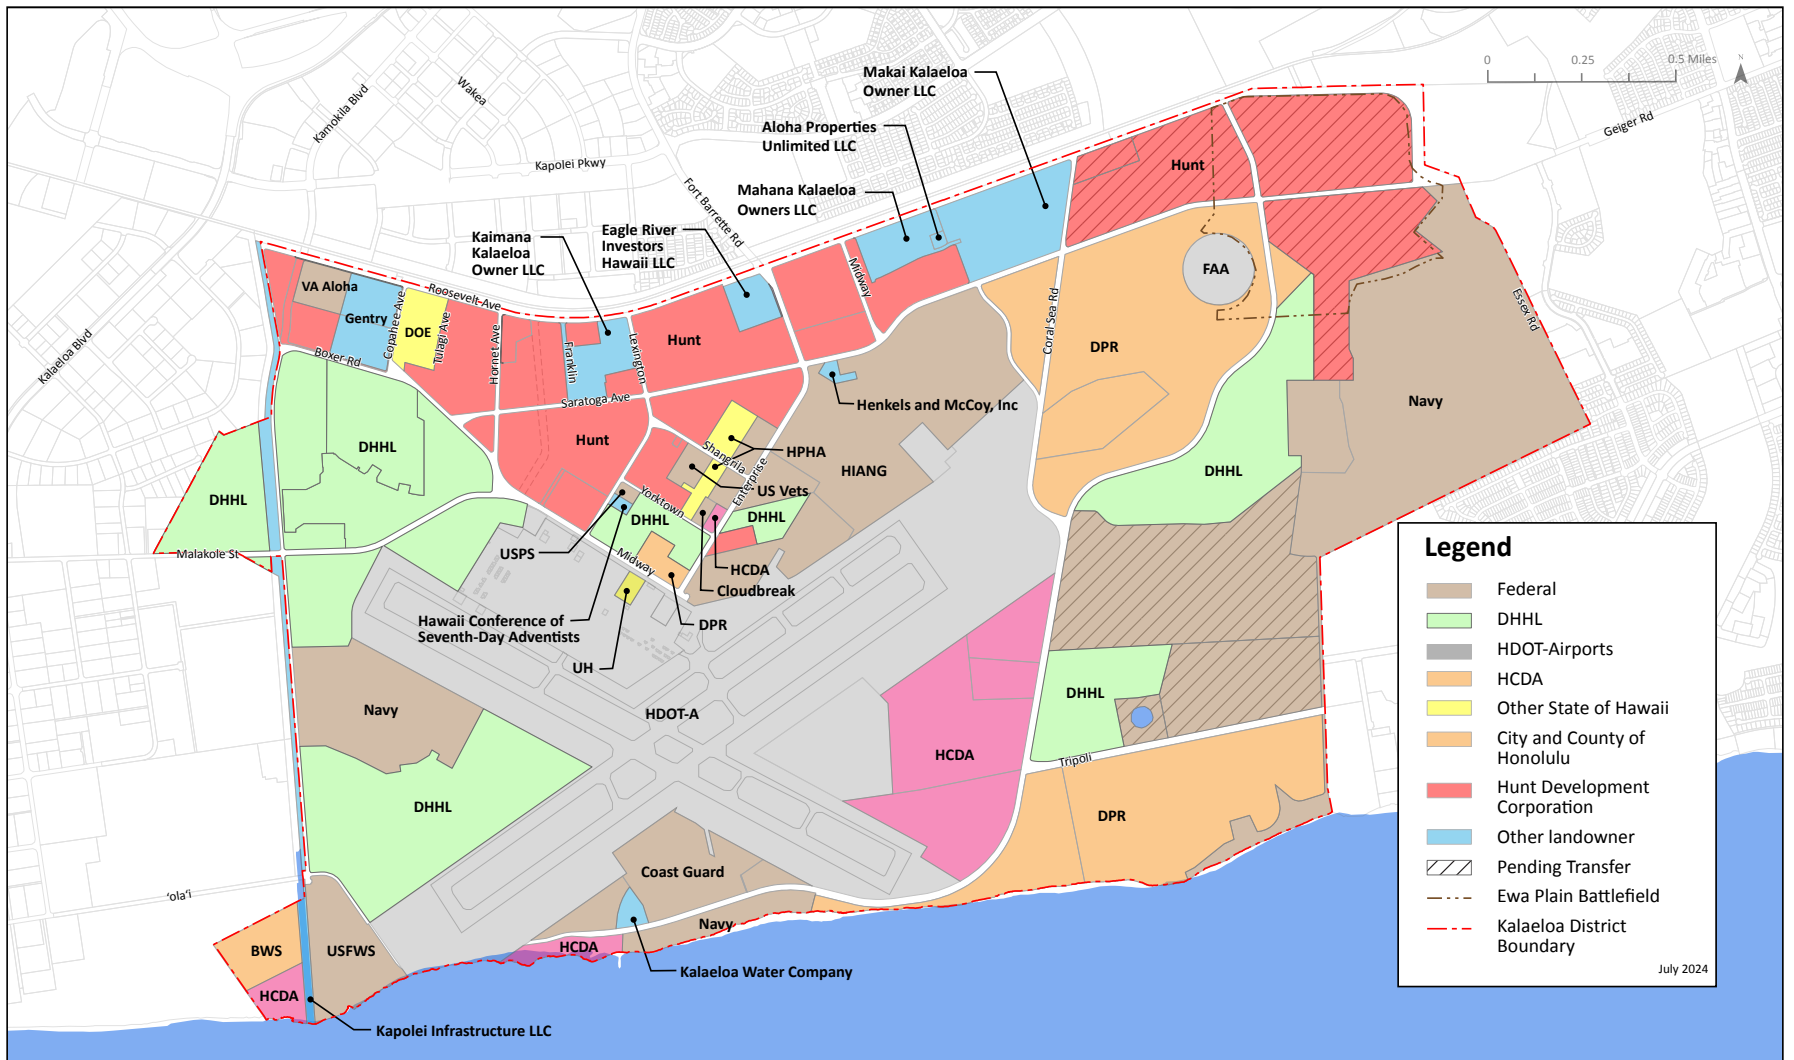 Makai Kalaeloa
Owner LLC
0
0.25
0.5 Miles
N
Wakea
Kamokila Blvd
Aloha Properties
Unlimited LLC
Geiger Rd
Kapolei Pkwy
Hunt
Fort Barrette Rd
Mahana Kalaeloa
Owners LLC
Eagle River
Investors
Hawaii LLC
Kaimana
Kalaeloa
Owner LLC
FAA
Midway
VA Aloha
Roosevelt Ave
Gentry
Copahee Ave
DOE
Tulagi Ave
Essex Rd
Coral Sea Rd
Kalaeloa Blvd
Boxer Rd
Hornet Ave
Franklin
Lexington
Hunt
DPR
Saratoga Ave
Henkels and McCoy, Inc
Navy
DHHL
Hunt
HPHA
Shangrila
HIANG
DHHL
US Vets
Enterprise
DHHL
Yorktown
DHHL
DHHL
USPS
Malakole St
Midway
HCDA
Cloudbreak
Hawaii Conference of
Seventh-Day Adventists
DPR
UH
DHHL
Navy
HDOT-A
HCDA
Tripoli
DHHL
DPR
Coast Guard
'ola'i
Navy
BWS
USFWS
HCDA
Kalaeloa Water Company
HCDA
Kapolei Infrastructure LLC
Legend
Federal
DHHL
HDOT-Airports
HCDA
Other State of Hawaii
City and County of
Honolulu
Hunt Development
Corporation
Other landowner
Pending Transfer
Ewa Plain Battlefield
Kalaeloa District
Boundary
July 2024